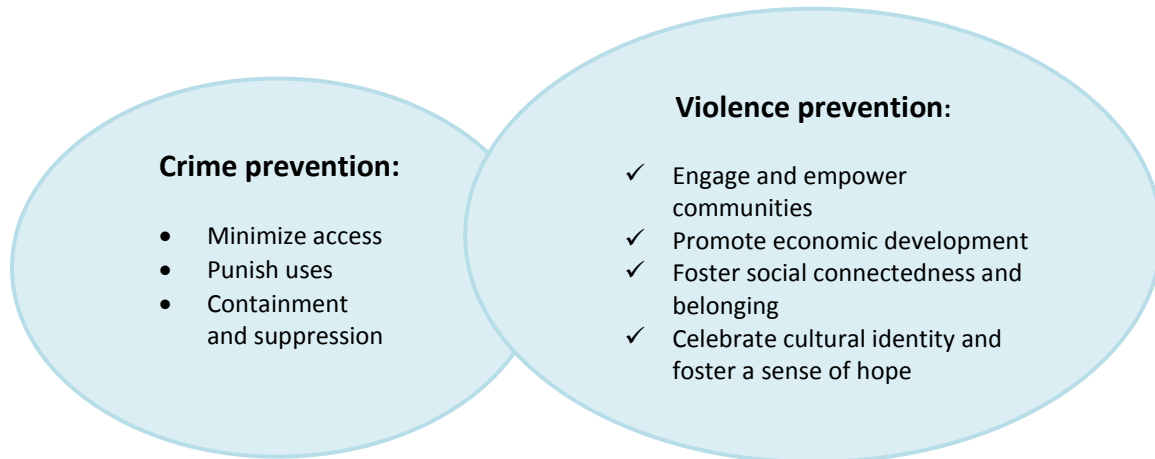 Crime prevention:
• Minimize access
• Punish uses
• Containment
and suppression
Violence prevention:
✓ Engage and empower
communities
✓ Promote economic development
✓ Foster social connectedness and
belonging
✓ Celebrate cultural identity and
foster a sense of hope